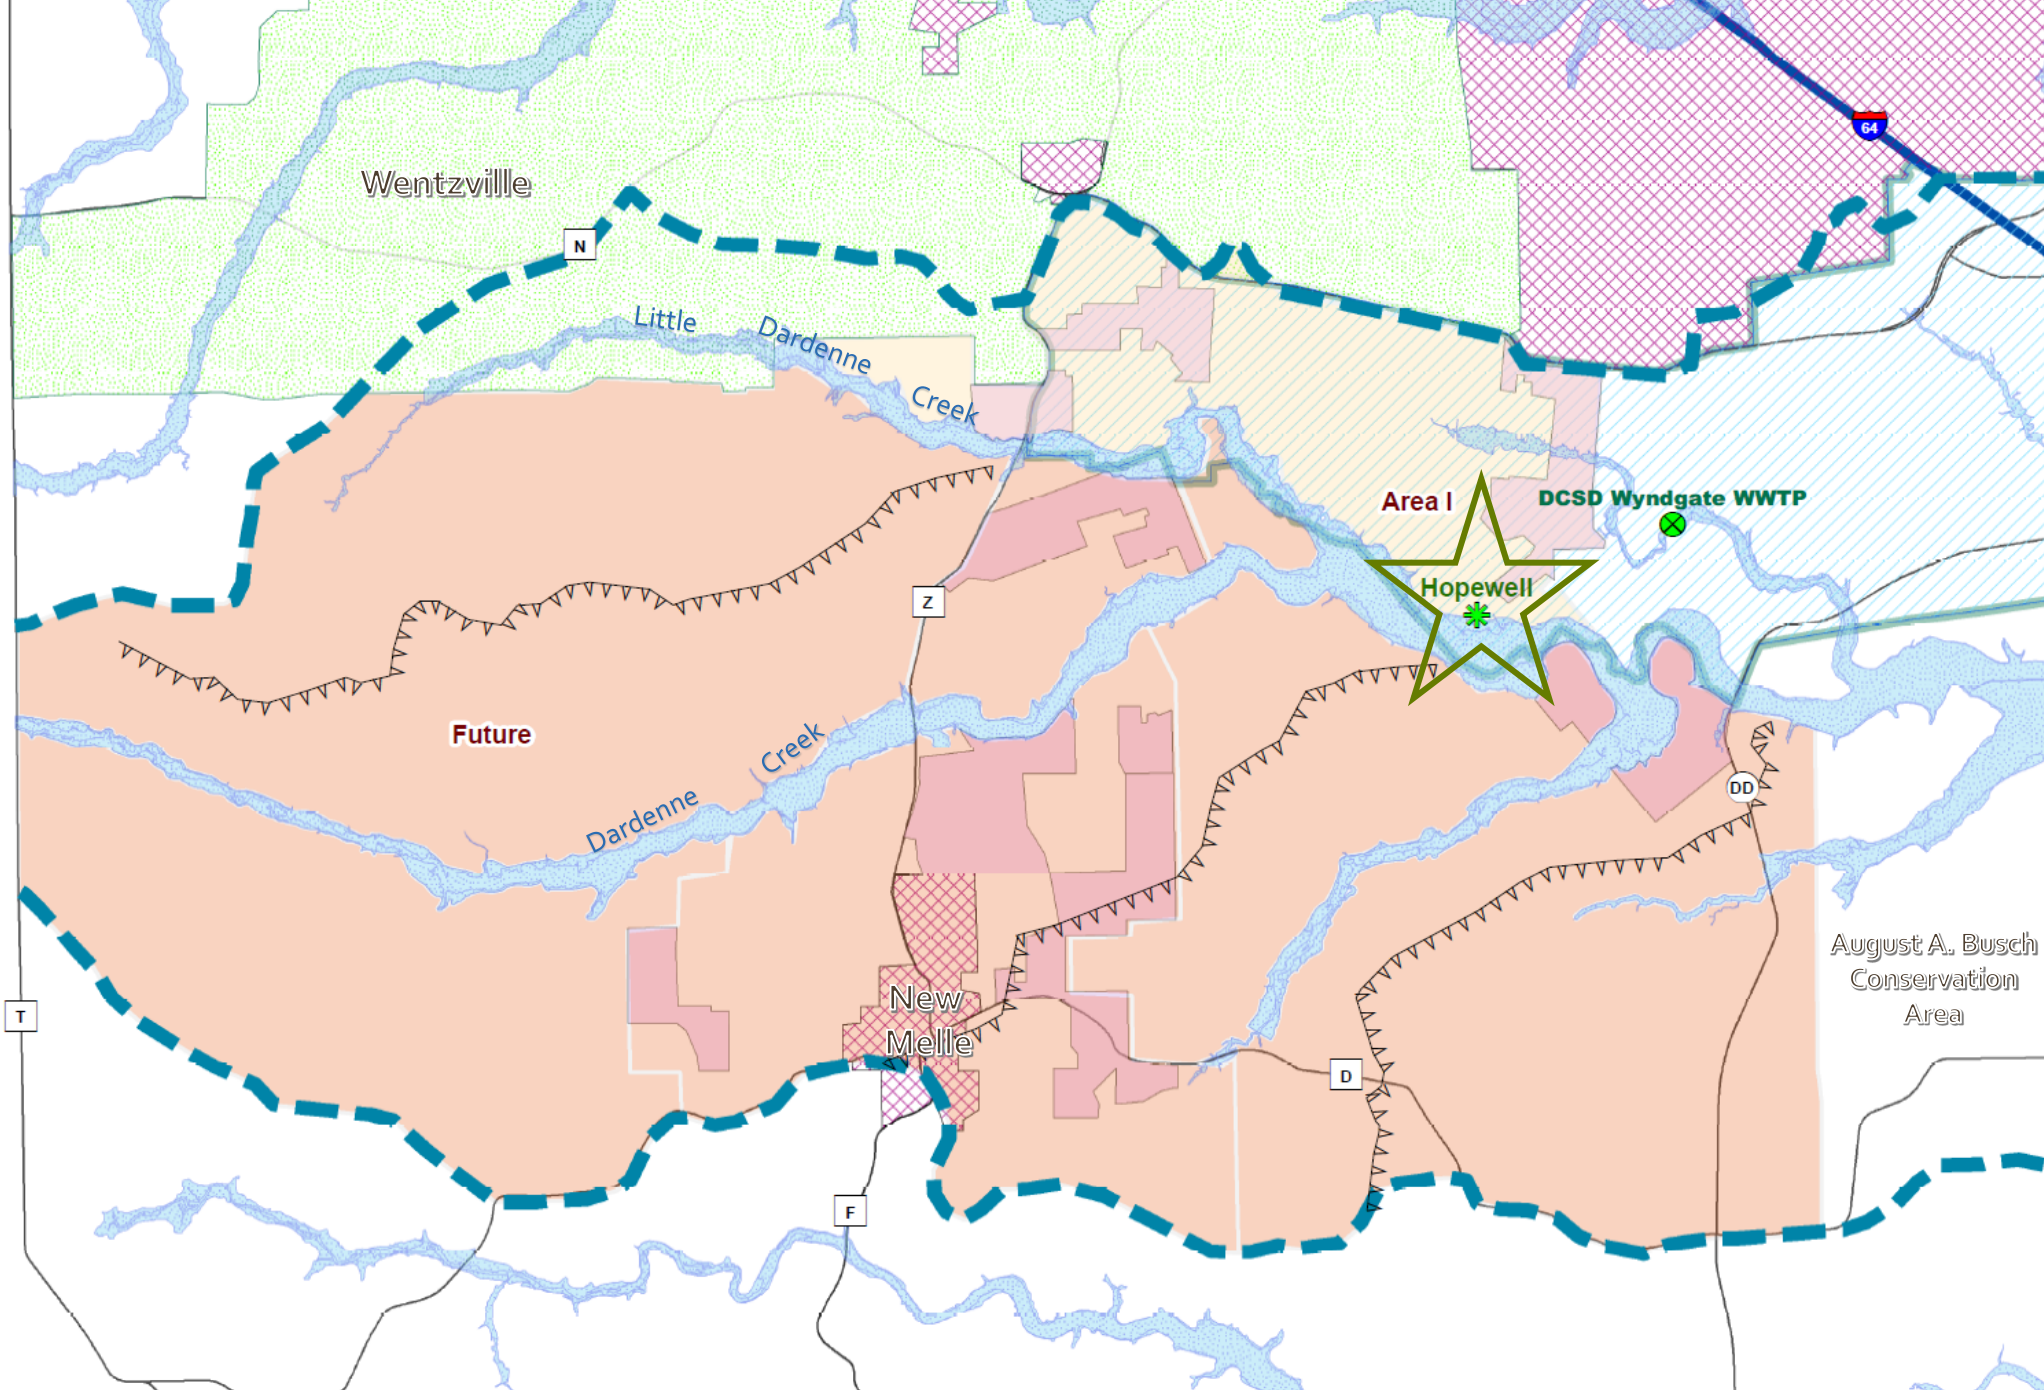 64
Wentzville
N
Little
Dardenne
Creek
Area I
DCSD Wyndgate WWTP
Hopewell
Z
Future
Creek
Dardenne
DD
August A. Busch
Conservation
Area
New
Melle
T
D
F